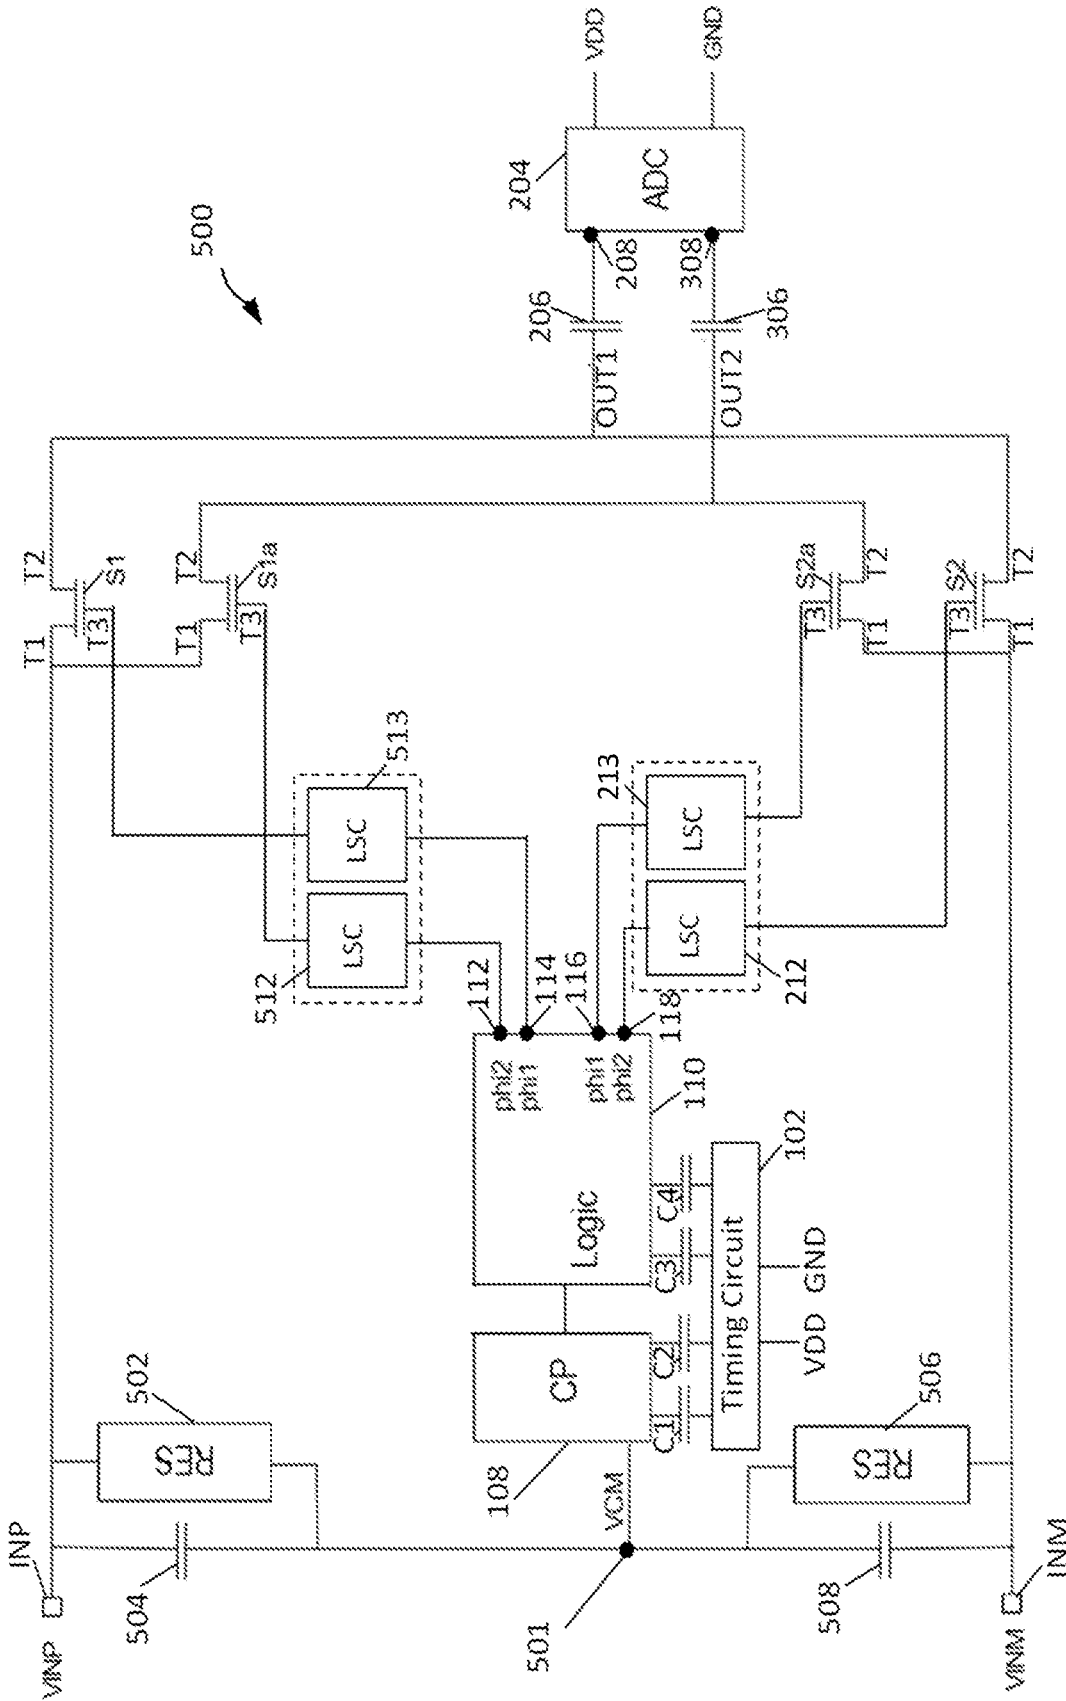 500
VINP
INP
504
502
RES
501
VCM
108
CP
C1
C2
C3
C4
Timing Circuit
102
VDD
GND
Logic
110
phi2
phi1
phi1
phi2
112
114
116
118
512
LSC
513
LSC
212
LSC
213
LSC
T1
T2
T3
S1
T1
T2
T3
S1a
T1
T2
T3
S2a
T1
T2
T3
S2
OUT1
OUT2
206
306
208
308
204
ADC
VDD
GND
508
506
RES
VINM
INM